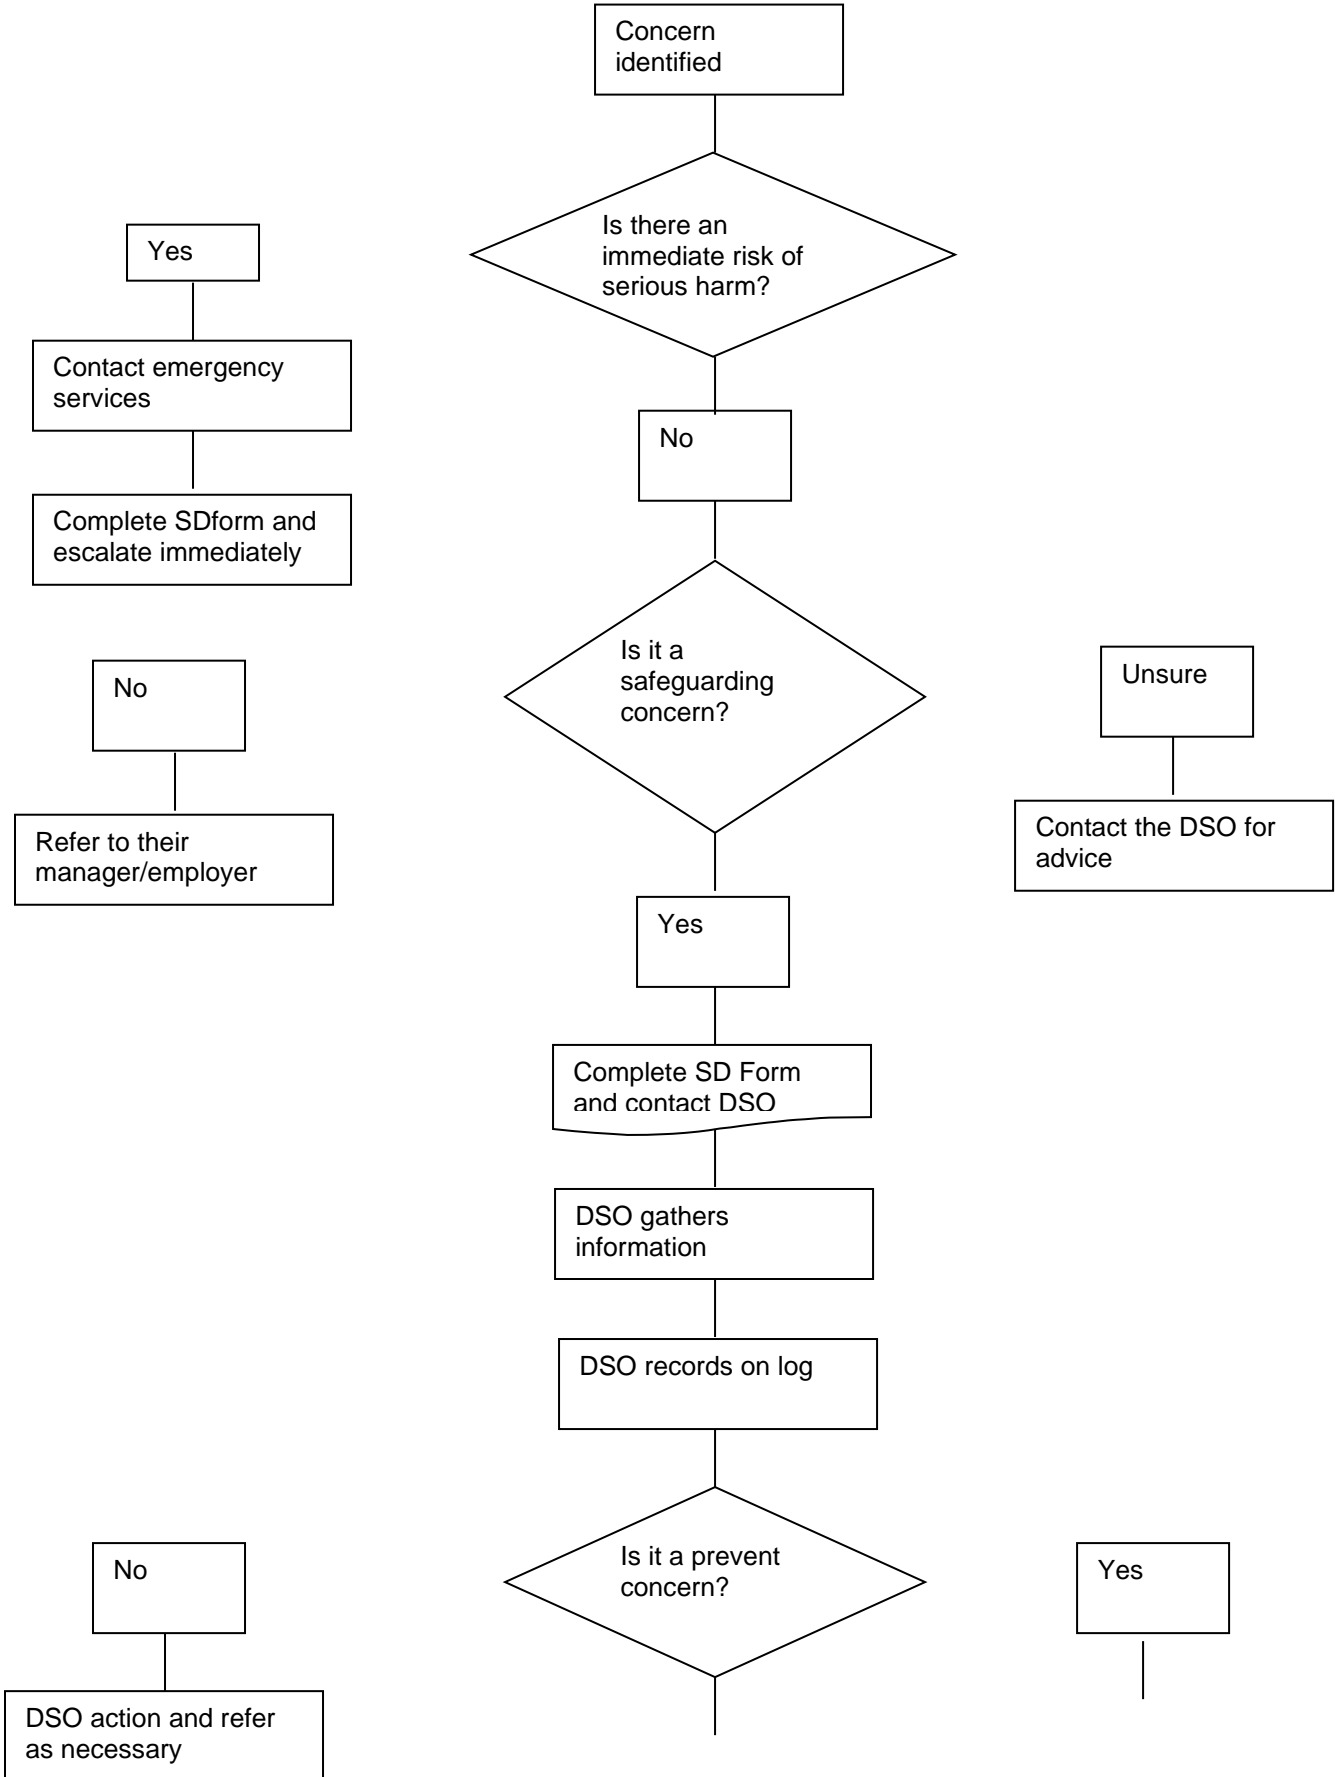 Concern
identified
Is there an
immediate risk of
serious harm?
Yes
Contact emergency
services
Complete SDform and
escalate immediately
No
Is it a
safeguarding
concern?
No
Refer to their
manager/employer
Unsure
Contact the DSO for
advice
Yes
Complete SD Form
and contact DSO
DSO gathers
information
DSO records on log
Is it a prevent
concern?
No
DSO action and refer
as necessary
Yes